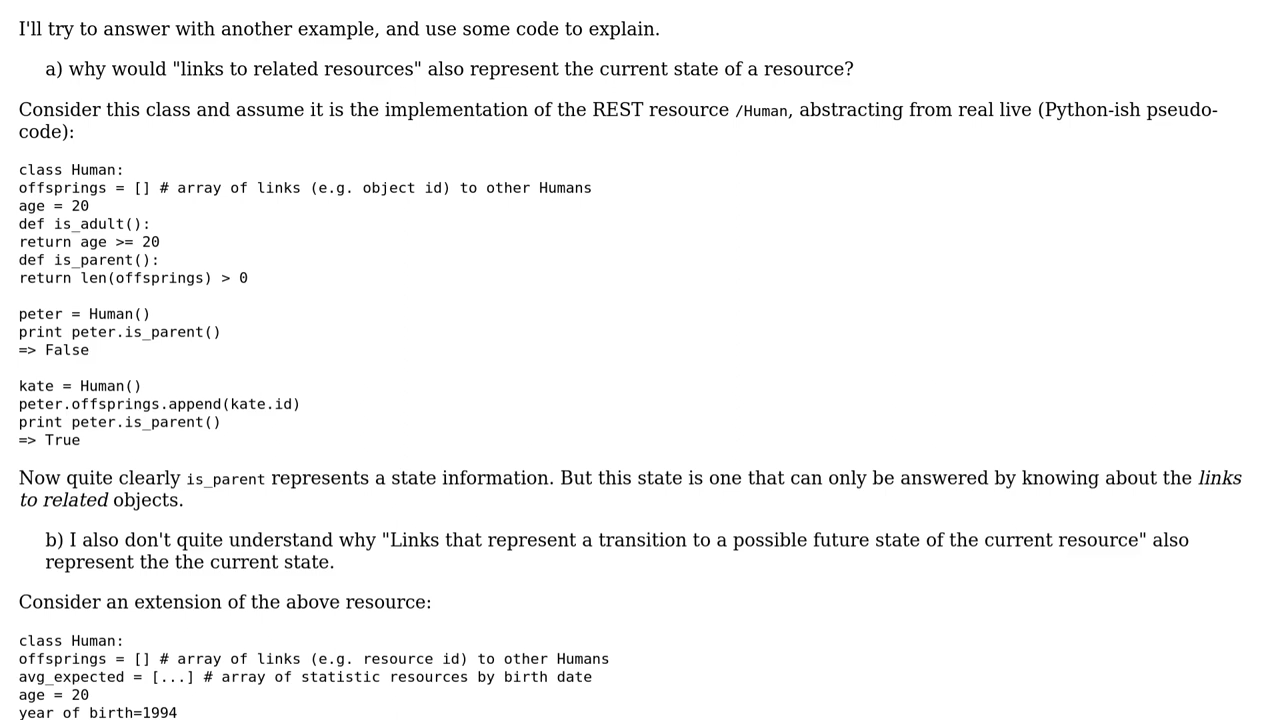 I'll try to answer with another example, and use some code to explain.
a) why would "links to related resources" also represent the current state of a resource?
Consider this class and assume it is the implementation of the REST resource /Human, abstracting from real live (Python-ish pseudo-
code):
class Human:
offsprings = [] # array of links (e.g. object id) to other Humans
age = 20
def is_adult():
return age >= 20
def is_parent():
return len(offsprings) > 0
peter = Human()
print peter.is_parent()
=> False
kate = Human()
peter.offsprings.append(kate.id)
print peter.is_parent()
=> True
Now quite clearly is_parent represents a state information. But this state is one that can only be answered by knowing about the links
to related objects.
b) I also don't quite understand why "Links that represent a transition to a possible future state of the current resource" also
represent the the current state.
Consider an extension of the above resource:
class Human:
offsprings = [] # array of links (e.g. resource id) to other Humans
avg_expected = [...] # array of statistic resources by birth date
age = 20
year of birth=1994